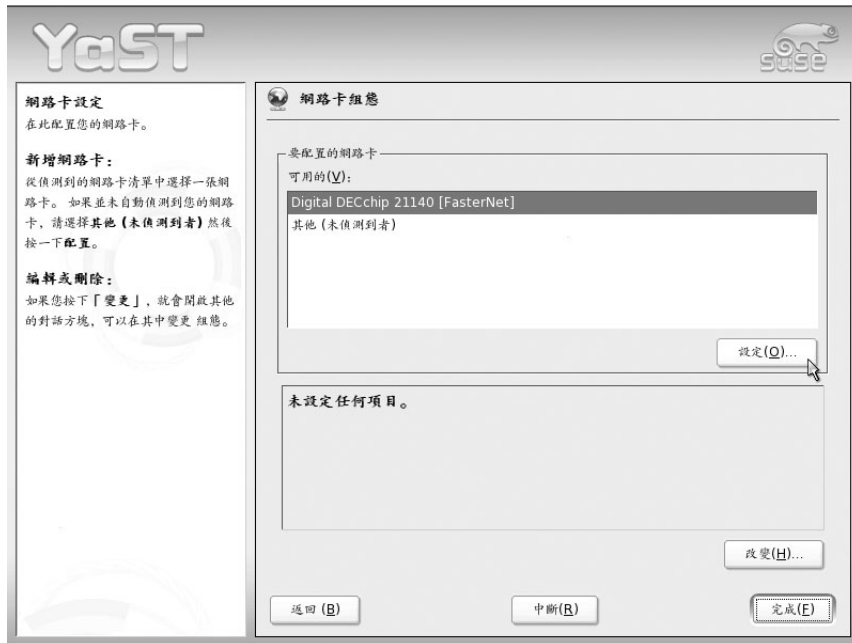 YaST
suse
網路卡設定
在此配置您的網路卡。
新增網路卡：
從偵測到的網路卡清單中選擇一張網
路卡。 如果並未自動偵測到您的網路
卡，請選擇其他 (未偵測到者) 然後
按一下配置。
編輯或刪除：
如果您按下「變更」，就會開啟其他
的對話方塊，可以在其中變更 組態。
網路卡組態
要配置的網路卡
可用的(V):
Digital DECchip 21140 [FasterNet]
其他 (未偵測到者)
設定(O)...
未設定任何項目。
改變(H)...
返回 (B)
中斷(R)
完成(F)